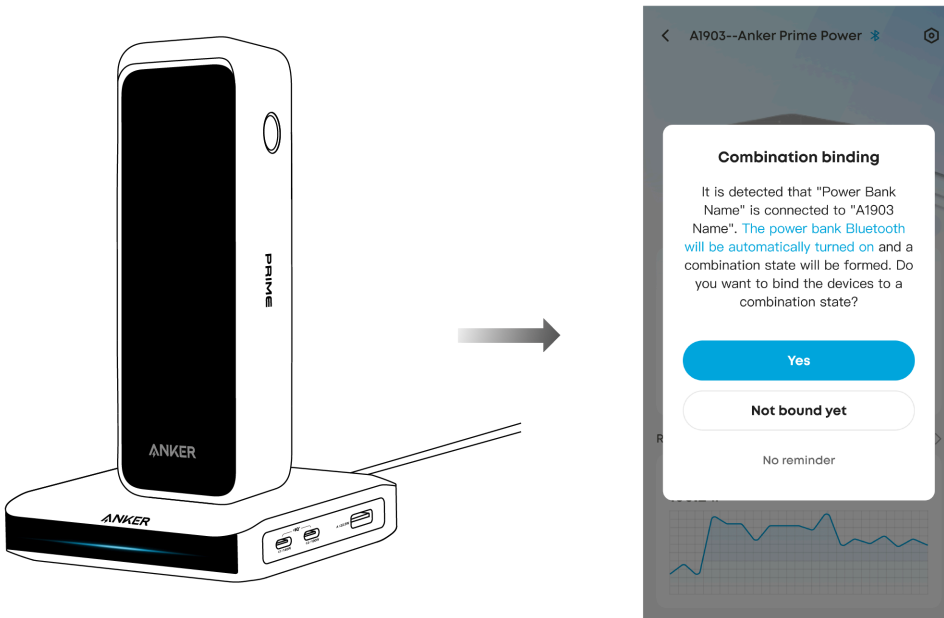 PRIME
ANKER
ANKER
A1903--Anker Prime Power
Combination binding
It is detected that "Power Bank
Name" is connected to "A1903
Name". The power bank Bluetooth
will be automatically turned on and a
combination state will be formed. Do
you want to bind the devices to a
combination state?
Yes
Not bound yet
No reminder